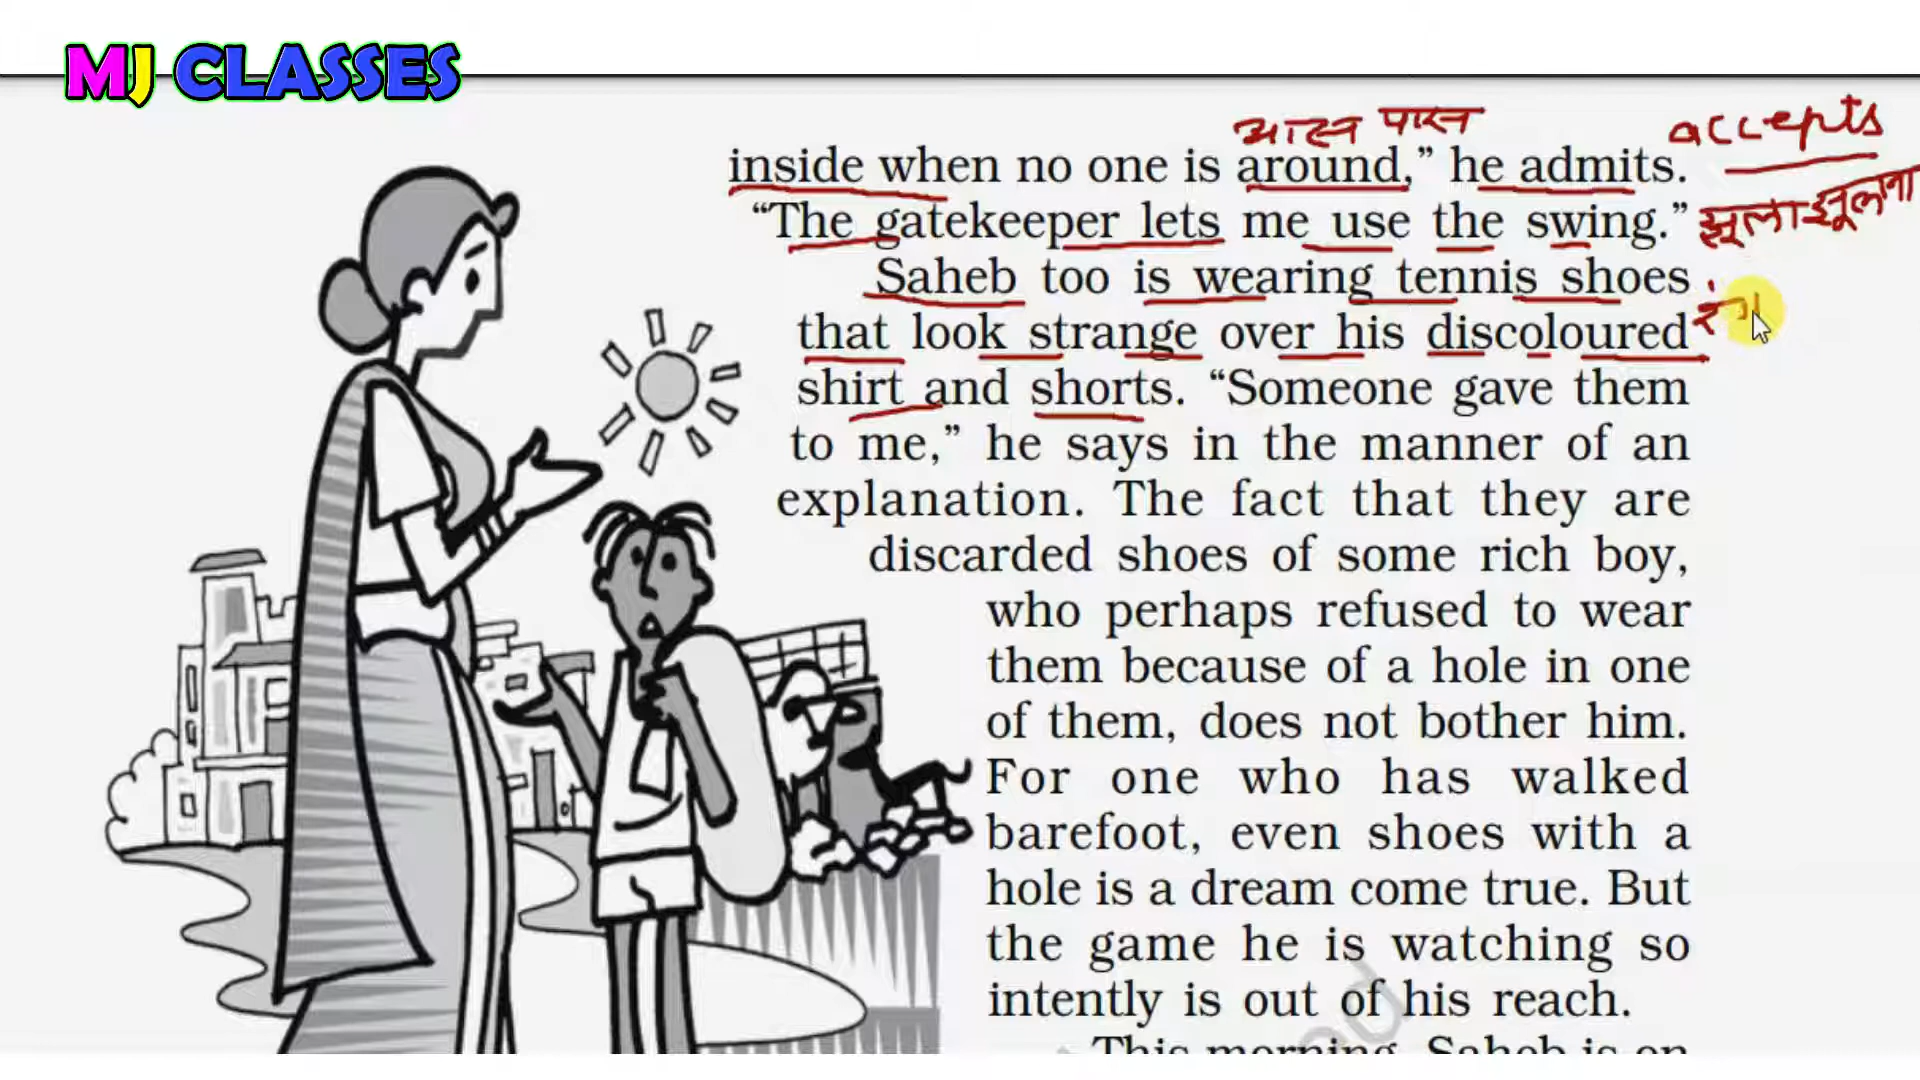 MJ CLASSES
आस पास
accepts
inside when no one is around,” he admits.
झूला झूलना
“The gatekeeper lets me use the swing.”
Saheb too is wearing tennis shoes
that look strange over his discoloured
shirt and shorts. “Someone gave them
to me,” he says in the manner of an
explanation. The fact that they are
discarded shoes of some rich boy,
who perhaps refused to wear
them because of a hole in one
of them, does not bother him.
For one who has walked
barefoot, even shoes with a
hole is a dream come true. But
the game he is watching so
intently is out of his reach.
This morning, Saheb is on